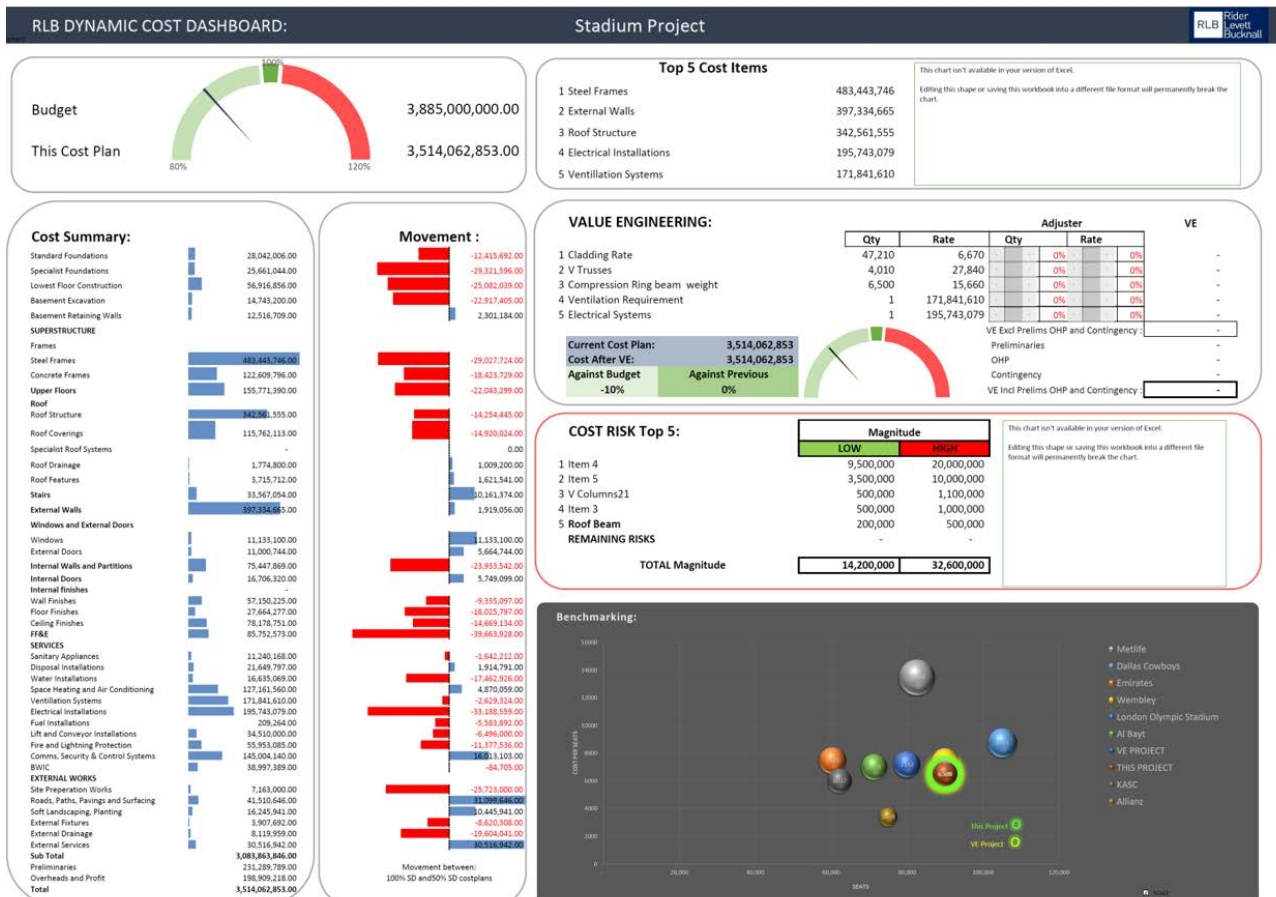 RLB DYNAMIC COST DASHBOARD: Stadium Project
RLB Rider Levett Bucknall
Budget 3,885,000,000.00
This Cost Plan 3,514,062,853.00
80% 100% 120%
Top 5 Cost Items
1 Steel Frames 483,443,746
2 External Walls 397,334,665
3 Roof Structure 342,561,555
4 Electrical Installations 195,743,079
5 Ventillation Systems 171,841,610
This chart isn't available in your version of Excel.
Editing this shape or saving this workbook into a different file format will permanently break the chart.
Cost Summary: Movement :
Standard Foundations 28,042,006.00 -12,415,692.00
Specialist Foundations 25,661,044.00 -29,321,596.00
Lowest Floor Construction 56,916,856.00 -25,082,039.00
Basement Excavation 14,743,200.00 -22,917,405.00
Basement Retaining Walls 12,516,709.00 2,301,184.00
SUPERSTRUCTURE
Frames
Steel Frames 483,443,746.00 -29,027,724.00
Concrete Frames 122,609,796.00 -18,423,729.00
Upper Floors 155,771,390.00 -22,043,299.00
Roof
Roof Structure 342,561,555.00 -14,254,445.00
Roof Coverings 115,762,113.00 -14,920,024.00
Specialist Roof Systems - 0.00
Roof Drainage 1,774,800.00 1,009,200.00
Roof Features 3,715,712.00 1,621,541.00
Stairs 33,567,054.00 10,161,374.00
External Walls 397,334,665.00 1,919,056.00
Windows and External Doors
Windows 11,133,100.00 11,133,100.00
External Doors 11,000,744.00 5,664,744.00
Internal Walls and Partitions 75,447,869.00 -23,933,542.00
Internal Doors 16,706,320.00 5,749,099.00
Internal finishes -
Wall Finishes 57,150,225.00 -9,335,097.00
Floor Finishes 27,664,277.00 -18,025,797.00
Ceiling Finishes 78,178,751.00 -14,669,134.00
FF&E 85,752,573.00 -39,663,928.00
SERVICES
Sanitary Appliances 11,240,168.00 -1,642,212.00
Disposal Installations 21,649,797.00 1,914,791.00
Water Installations 16,635,069.00 -17,462,926.00
Space Heating and Air Conditioning 127,161,560.00 4,870,059.00
Ventillation Systems 171,841,610.00 -2,629,324.00
Electrical Installations 195,743,079.00 -33,188,559.00
Fuel Installations 209,264.00 -5,583,892.00
Lift and Conveyor Installations 34,510,000.00 -6,496,000.00
Fire and Lightning Protection 55,953,085.00 -11,377,536.00
Comms, Security & Control Systems 145,004,140.00 16,013,103.00
BWIC 38,997,389.00 -84,705.00
EXTERNAL WORKS
Site Preperation Works 7,163,000.00 -25,723,000.00
Roads, Paths, Pavings and Surfacing 41,510,646.00 31,099,646.00
Soft Landscaping, Planting 16,245,941.00 10,445,941.00
External Fixtures 3,907,692.00 -8,620,308.00
External Drainage 8,119,959.00 -19,604,041.00
External Services 30,516,942.00 30,516,942.00
Sub Total 3,083,863,846.00
Preliminaries 231,289,789.00
Overheads and Profit 198,909,218.00
Total 3,514,062,853.00
Movement between:
100% SD and50% SD costplans
VALUE ENGINEERING: Adjuster VE
Qty Rate Qty Rate
1 Cladding Rate 47,210 6,670 0% 0% -
2 V Trusses 4,010 27,840 0% 0% -
3 Compression Ring beam weight 6,500 15,660 0% 0% -
4 Ventilation Requirement 1 171,841,610 0% 0% -
5 Electrical Systems 1 195,743,079 0% 0% -
VE Excl Prelims OHP and Contingency : -
Preliminaries -
OHP -
Contingency -
VE Incl Prelims OHP and Contingency : -
Current Cost Plan: 3,514,062,853
Cost After VE: 3,514,062,853
Against Budget Against Previous
-10% 0%
COST RISK Top 5: Magnitude
LOW HIGH
1 Item 4 9,500,000 20,000,000
2 Item 5 3,500,000 10,000,000
3 V Columns21 500,000 1,100,000
4 Item 3 500,000 1,000,000
5 Roof Beam 200,000 500,000
REMAINING RISKS - -
TOTAL Magnitude 14,200,000 32,600,000
This chart isn't available in your version of Excel.
Editing this shape or saving this workbook into a different file format will permanently break the chart.
Benchmarking:
16000
14000
12000
10000
8000
6000
4000
2000
0
COST PER SEATS
20,000 40,000 60,000 80,000 100,000 120,000
SEATS
6,508
This Project
VE Project
Metlife
Dallas Cowboys
Emirates
Wembley
London Olympic Stadium
Al Bayt
VE PROJECT
THIS PROJECT
KASC
Allianz